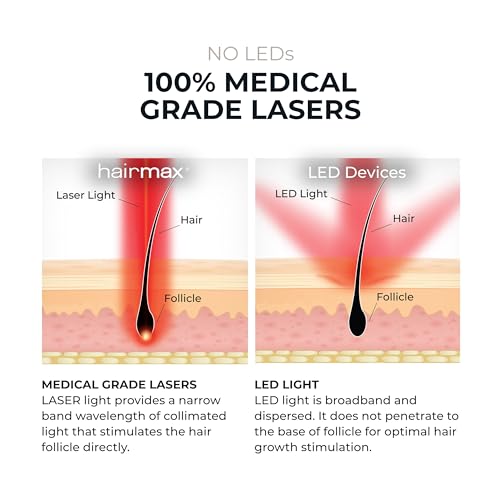 NO LEDs
100% MEDICAL
GRADE LASERS
hairmax
Laser Light
Hair
Follicle
LED Devices
LED Light
Hair
Follicle
MEDICAL GRADE LASERS
LASER light provides a narrow
band wavelength of collimated
light that stimulates the hair
follicle directly.
LED LIGHT
LED light is broadband and
dispersed. It does not penetrate to
the base of follicle for optimal hair
growth stimulation.